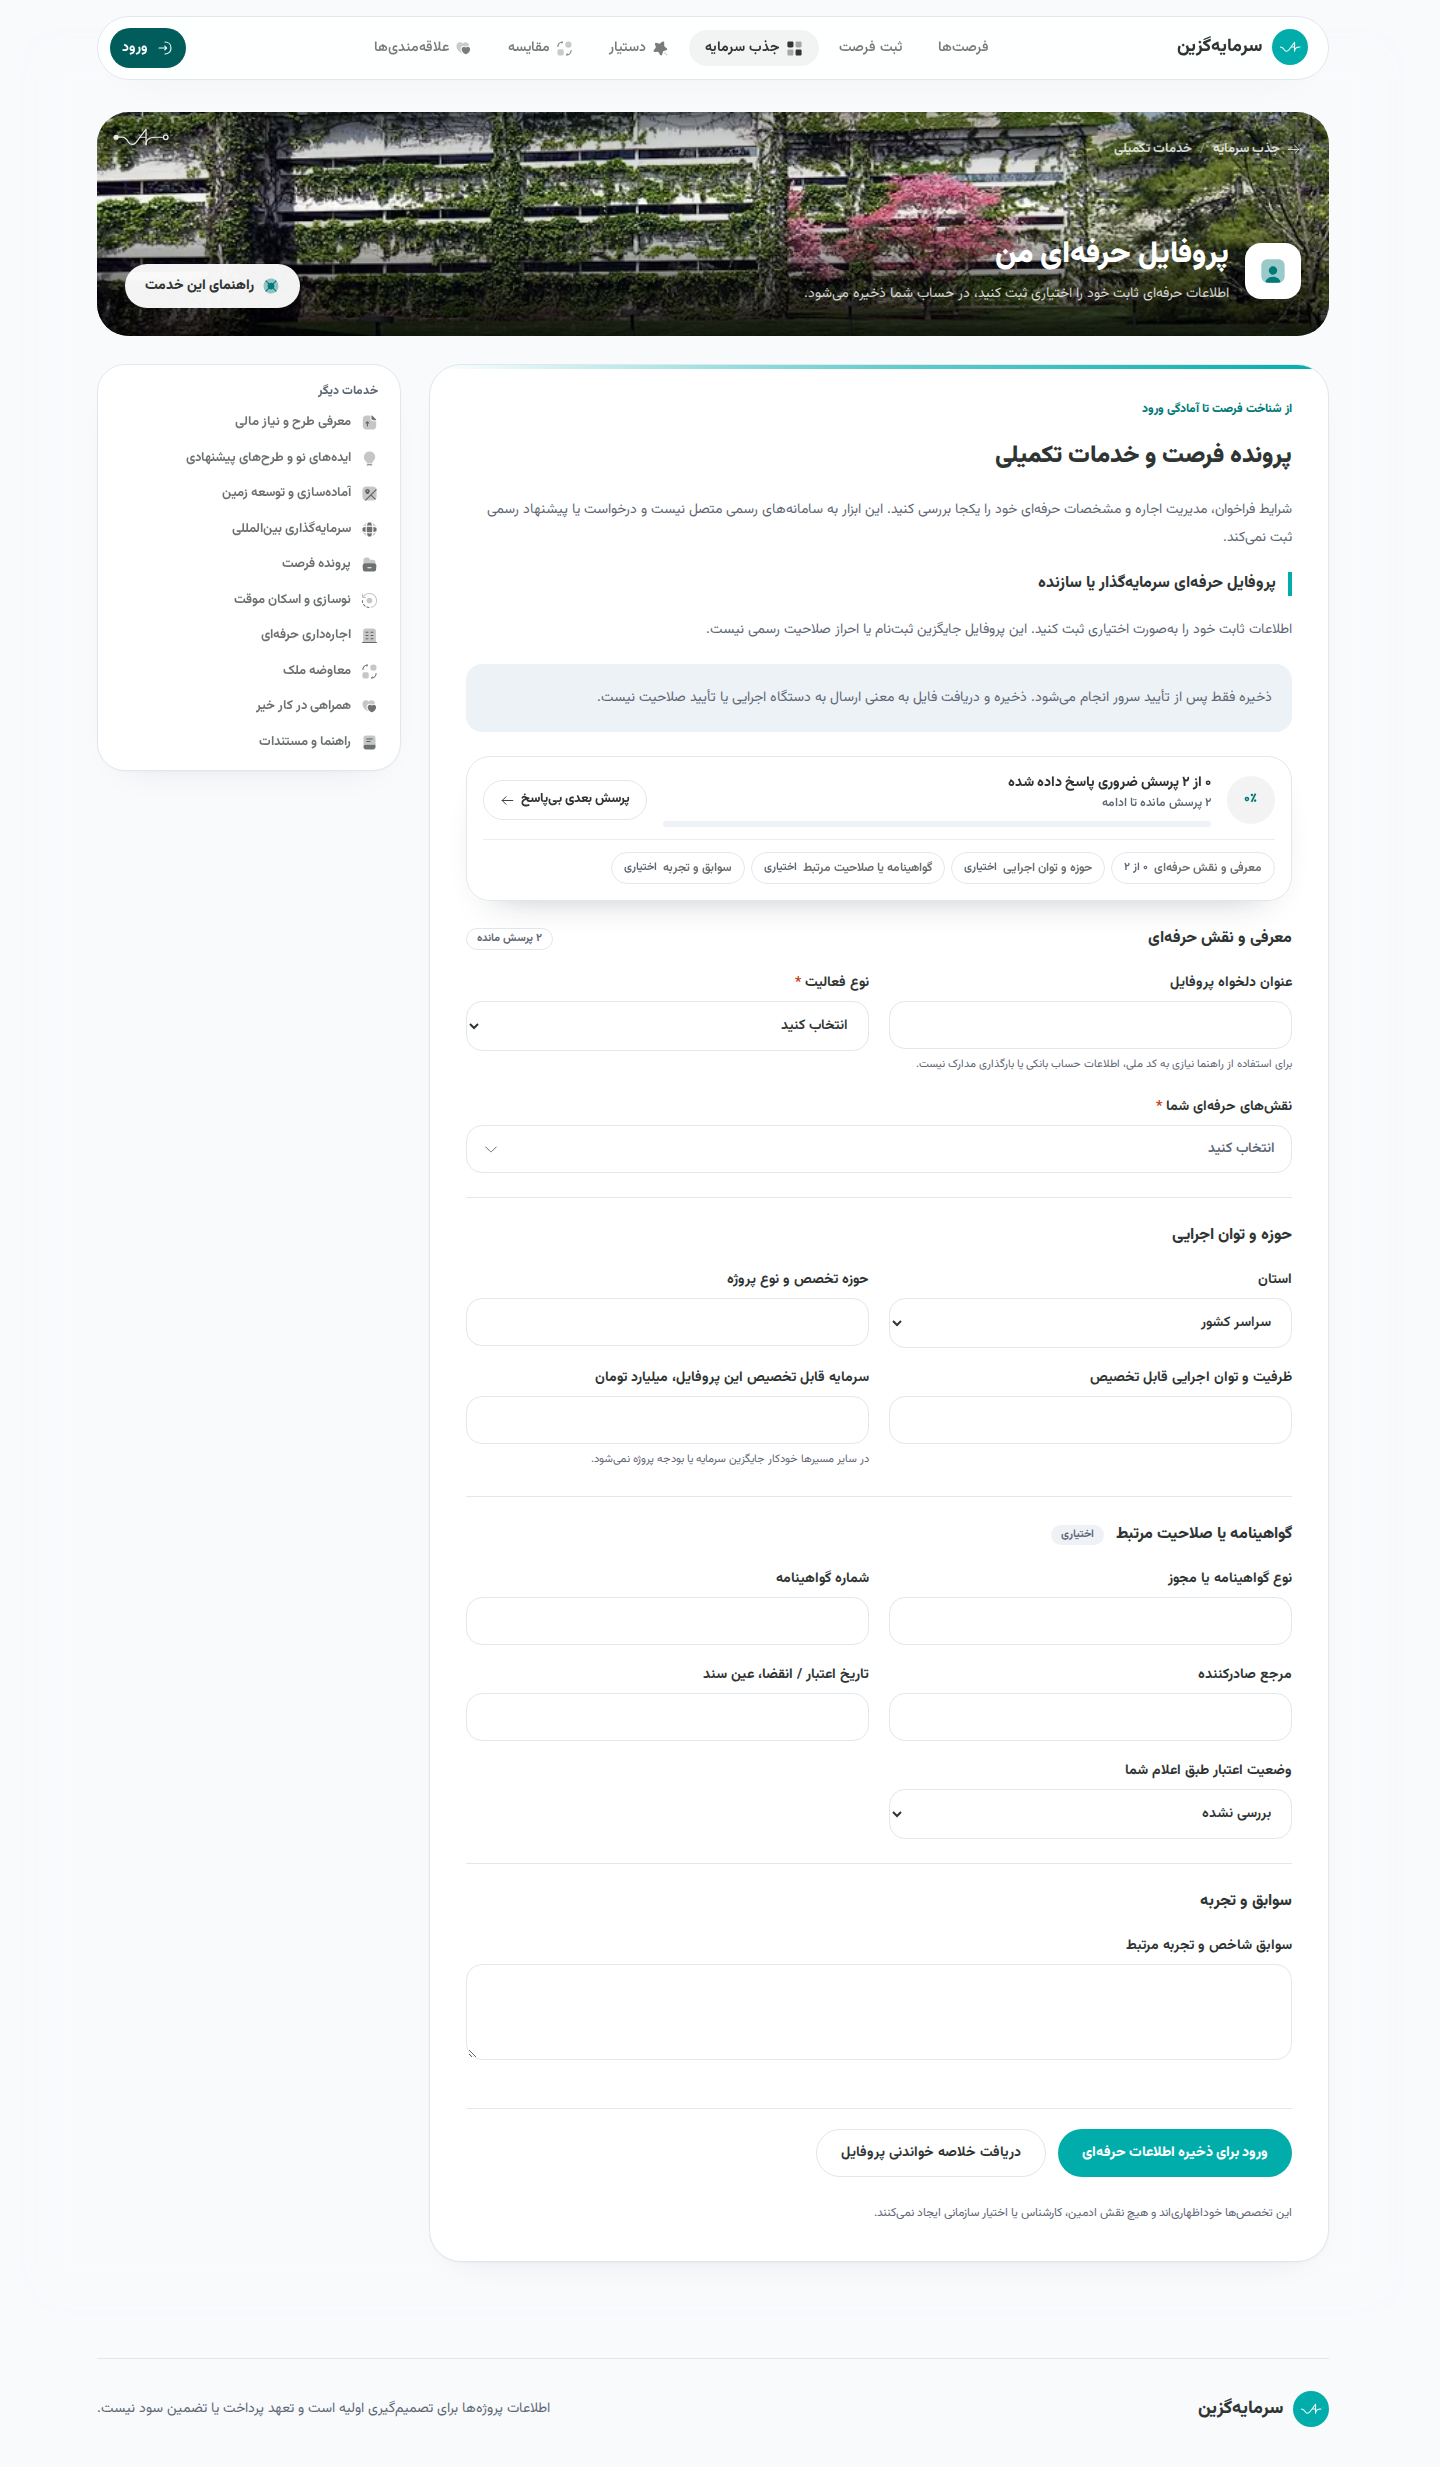 سرمایه‌گزین
فرصت‌ها
ثبت فرصت
جذب سرمایه
دستیار
مقایسه
علاقه‌مندی‌ها
ورود
جذب سرمایه / خدمات تکمیلی
پروفایل حرفه‌ای من
اطلاعات حرفه‌ای ثابت خود را اختیاری ثبت کنید، در حساب شما ذخیره می‌شود.
راهنمای این خدمت
از شناخت فرصت تا آمادگی ورود
پرونده فرصت و خدمات تکمیلی
شرایط فراخوان، مدیریت اجاره و مشخصات حرفه‌ای خود را یکجا بررسی کنید. این ابزار به سامانه‌های رسمی متصل نیست و درخواست یا پیشنهاد رسمی
ثبت نمی‌کند.
پروفایل حرفه‌ای سرمایه‌گذار یا سازنده
اطلاعات ثابت خود را به‌صورت اختیاری ثبت کنید. این پروفایل جایگزین ثبت‌نام یا احراز صلاحیت رسمی نیست.
ذخیره فقط پس از تأیید سرور انجام می‌شود. ذخیره و دریافت فایل به معنی ارسال به دستگاه اجرایی یا تأیید صلاحیت نیست.
۰٪
۰ از ۲ پرسش ضروری پاسخ داده شده
۲ پرسش مانده تا ادامه
پرسش بعدی بی‌پاسخ
معرفی و نقش حرفه‌ای ۰ از ۲
حوزه و توان اجرایی اختیاری
گواهینامه یا صلاحیت مرتبط اختیاری
سوابق و تجربه اختیاری
معرفی و نقش حرفه‌ای
۲ پرسش مانده
عنوان دلخواه پروفایل
نوع فعالیت *
انتخاب کنید
برای استفاده از راهنما نیازی به کد ملی، اطلاعات حساب بانکی یا بارگذاری مدارک نیست.
نقش‌های حرفه‌ای شما *
انتخاب کنید
حوزه و توان اجرایی
استان
حوزه تخصص و نوع پروژه
سراسر کشور
ظرفیت و توان اجرایی قابل تخصیص
سرمایه قابل تخصیص این پروفایل، میلیارد تومان
در سایر مسیرها خودکار جایگزین سرمایه یا بودجه پروژه نمی‌شود.
گواهینامه یا صلاحیت مرتبط
اختیاری
نوع گواهینامه یا مجوز
شماره گواهینامه
مرجع صادرکننده
تاریخ اعتبار / انقضا، عین سند
وضعیت اعتبار طبق اعلام شما
بررسی نشده
سوابق و تجربه
سوابق شاخص و تجربه مرتبط
ورود برای ذخیره اطلاعات حرفه‌ای
دریافت خلاصه خواندنی پروفایل
این تخصص‌ها خوداظهاری‌اند و هیچ نقش ادمین، کارشناس یا اختیار سازمانی ایجاد نمی‌کنند.
خدمات دیگر
معرفی طرح و نیاز مالی
ایده‌های نو و طرح‌های پیشنهادی
آماده‌سازی و توسعه زمین
سرمایه‌گذاری بین‌المللی
پرونده فرصت
نوسازی و اسکان موقت
اجاره‌داری حرفه‌ای
معاوضه ملک
همراهی در کار خیر
راهنما و مستندات
سرمایه‌گزین
اطلاعات پروژه‌ها برای تصمیم‌گیری اولیه است و تعهد پرداخت یا تضمین سود نیست.